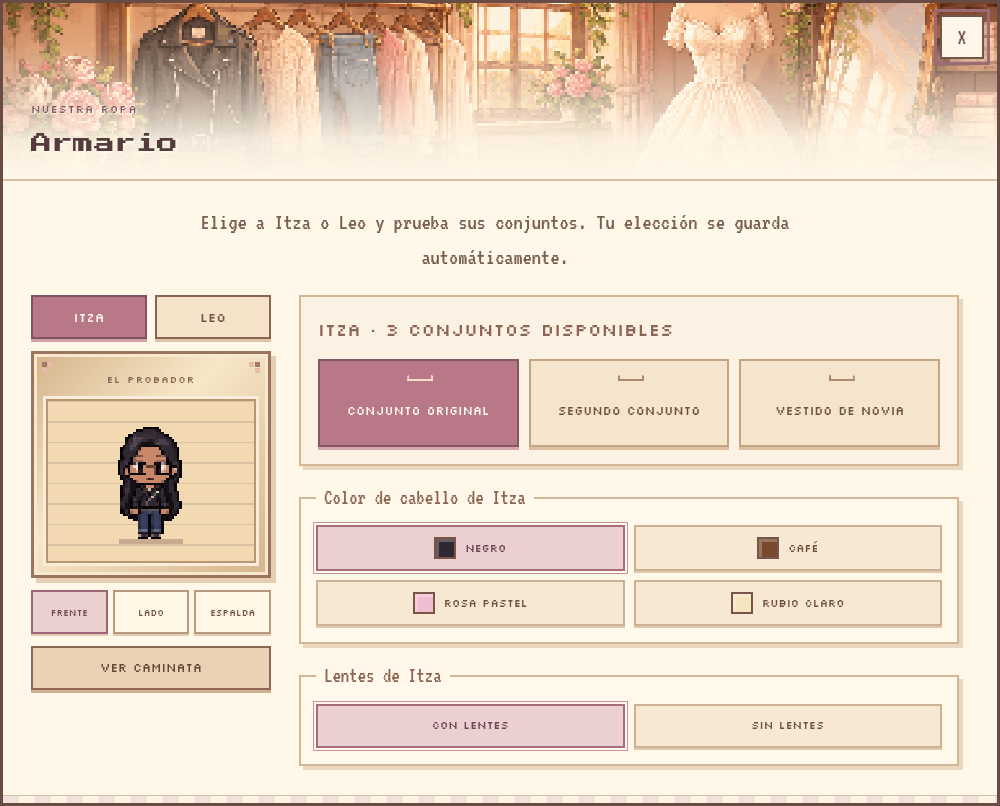 X
NUESTRA ROPA
Armario
Elige a Itza o Leo y prueba sus conjuntos. Tu elección se guarda
automáticamente.
ITZA
LEO
EL PROBADOR
FRENTE
LADO
ESPALDA
VER CAMINATA
ITZA · 3 CONJUNTOS DISPONIBLES
CONJUNTO ORIGINAL
SEGUNDO CONJUNTO
VESTIDO DE NOVIA
Color de cabello de Itza
NEGRO
CAFÉ
ROSA PASTEL
RUBIO CLARO
Lentes de Itza
CON LENTES
SIN LENTES